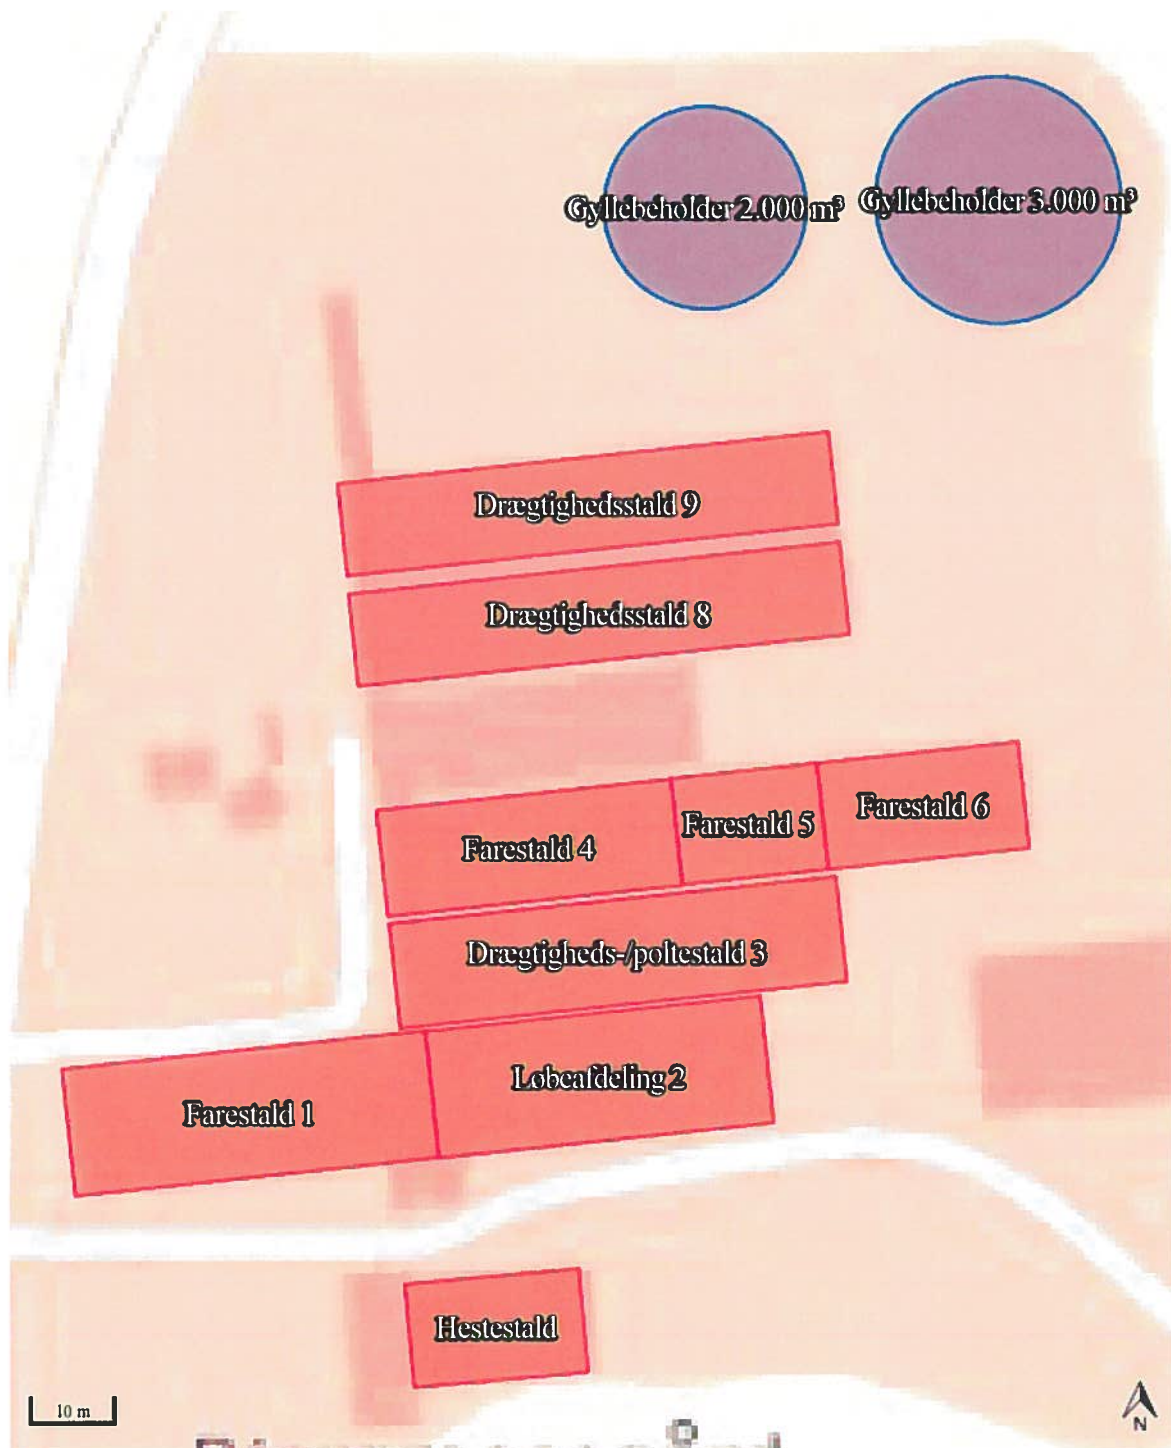 Gyllebeholder 2.000 m³
Gyllebeholder 3.000 m³
Drægtighedsstald 9
Drægtighedsstald 8
Farestald 4
Farestald 5
Farestald 6
Drægtigheds-/poltestald 3
Farestald 1
Løbeafdeling 2
Hestestald
10 m
N